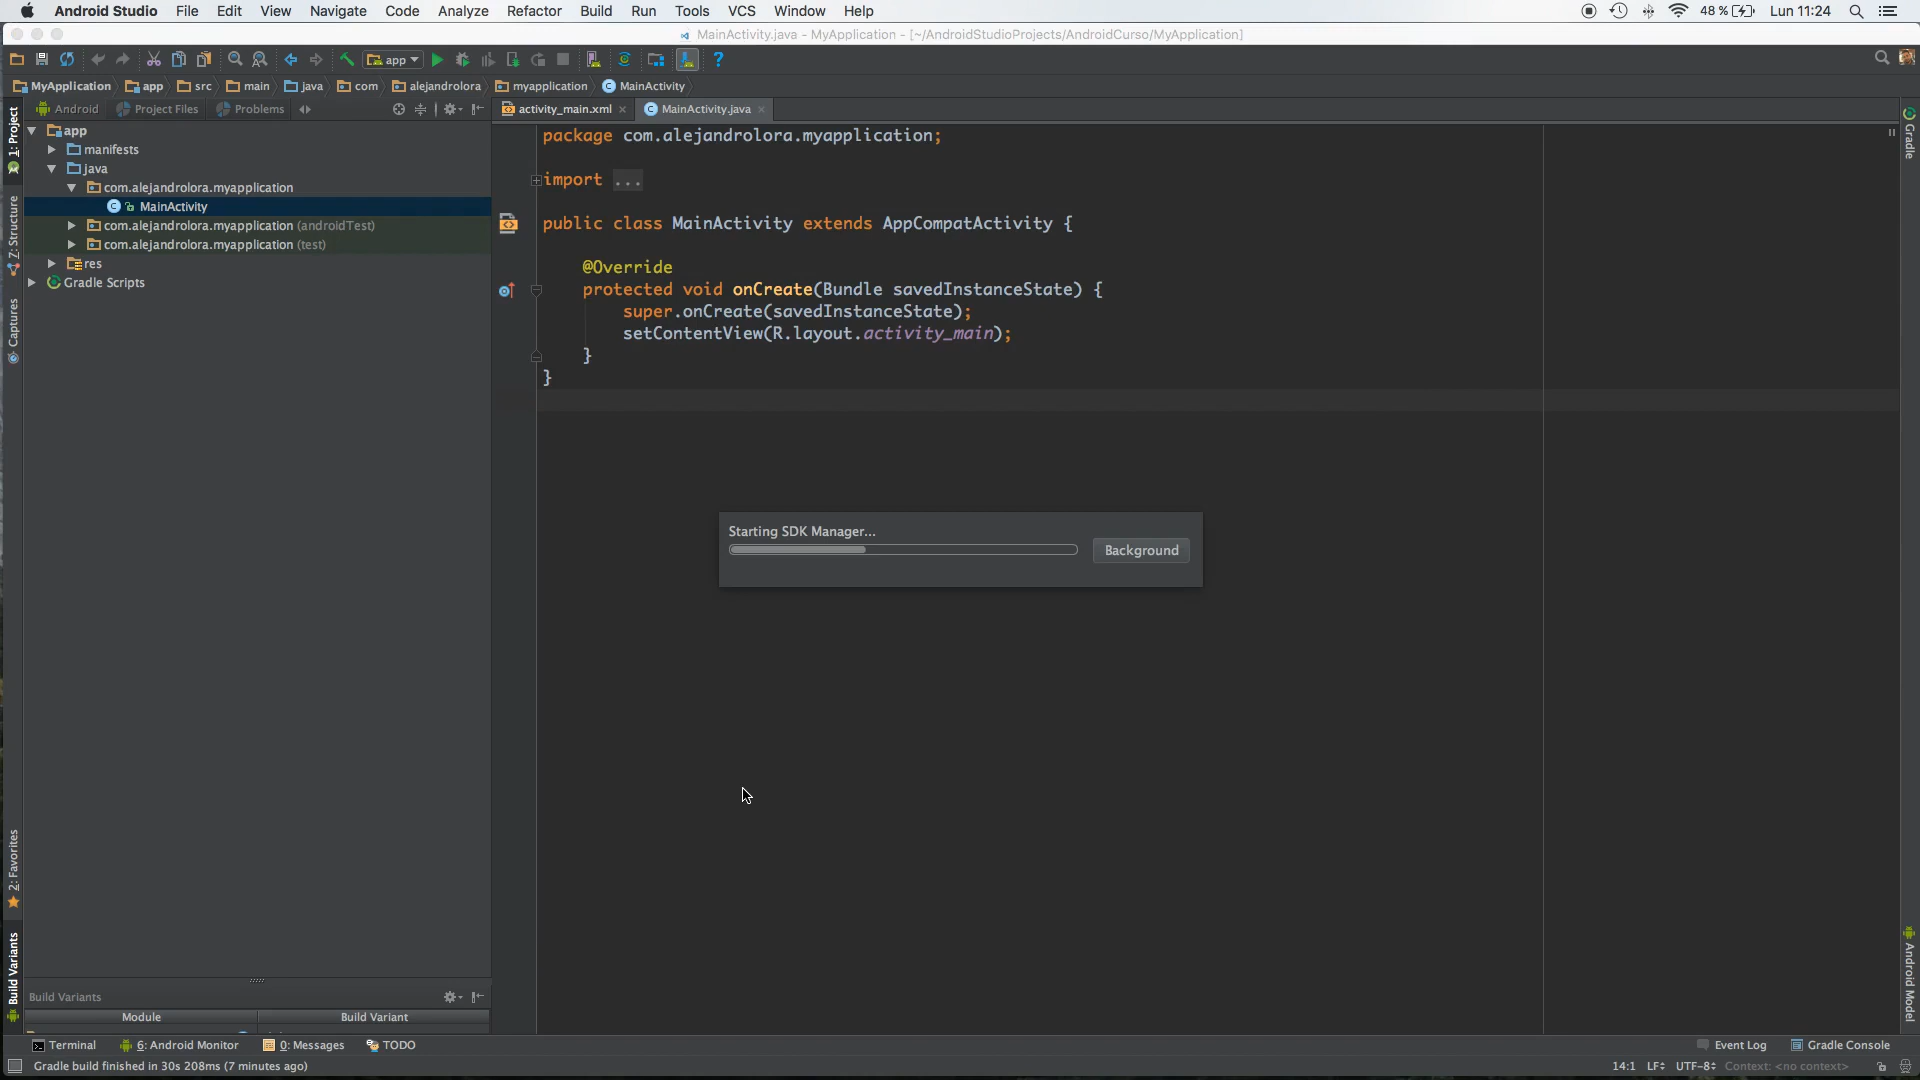 Android Studio File Edit View Navigate Code Analyze Refactor Build Run Tools VCS Window Help 48 % Lun 11:24
MainActivity.java - MyApplication - [~/AndroidStudioProjects/AndroidCurso/MyApplication]
app
MyApplication app src main java com alejandrolora myapplication MainActivity
Android Project Files Problems
activity_main.xml MainActivity.java
1: Project
Z: Structure
Captures
2: Favorites
Build Variants
app
manifests
java
com.alejandrolora.myapplication
MainActivity
com.alejandrolora.myapplication (androidTest)
com.alejandrolora.myapplication (test)
res
Gradle Scripts
package com.alejandrolora.myapplication;
import ...
public class MainActivity extends AppCompatActivity {
@Override
protected void onCreate(Bundle savedInstanceState) {
super.onCreate(savedInstanceState);
setContentView(R.layout.activity_main);
}
}
Starting SDK Manager...
Background
Gradle
Android Model
Build Variants
Module Build Variant
Terminal 6: Android Monitor 0: Messages TODO Event Log Gradle Console
Gradle build finished in 30s 208ms (7 minutes ago) 14:1 LF UTF-8 Context: <no context>